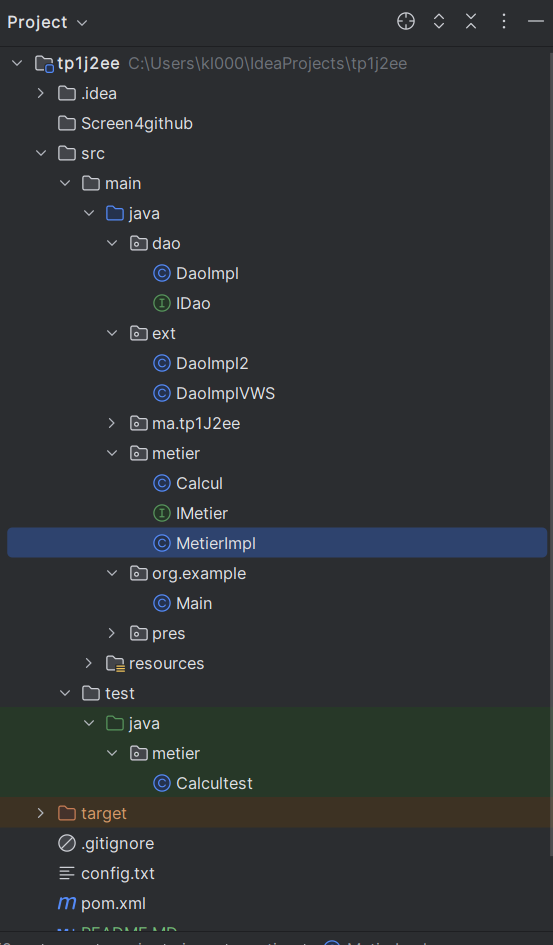 Project
tp1j2ee C:\Users\kl000\IdeaProjects\tp1j2ee
.idea
Screen4github
src
main
java
dao
DaoImpl
IDao
ext
DaoImpl2
DaoImplVWS
ma.tp1J2ee
metier
Calcul
IMetier
MetierImpl
org.example
Main
pres
resources
test
java
metier
Calcultest
target
.gitignore
config.txt
pom.xml
README.MD